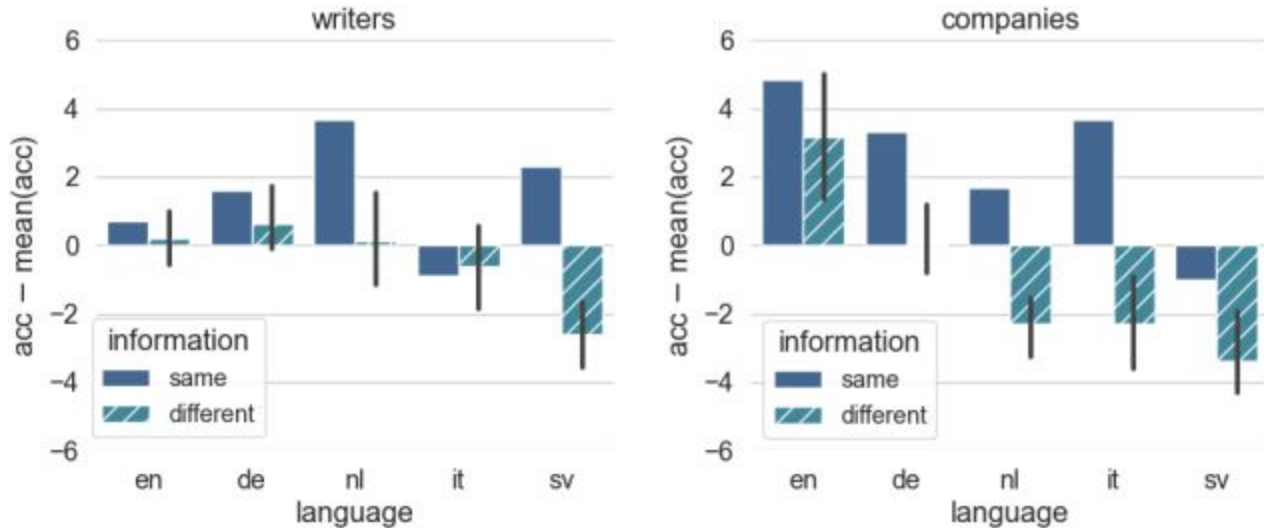 writers
6
4
2
0
−2
−4
−6
acc − mean(acc)
information
same
different
en de nl it sv
language
companies
6
4
2
0
−2
−4
−6
acc − mean(acc)
information
same
different
en de nl it sv
language